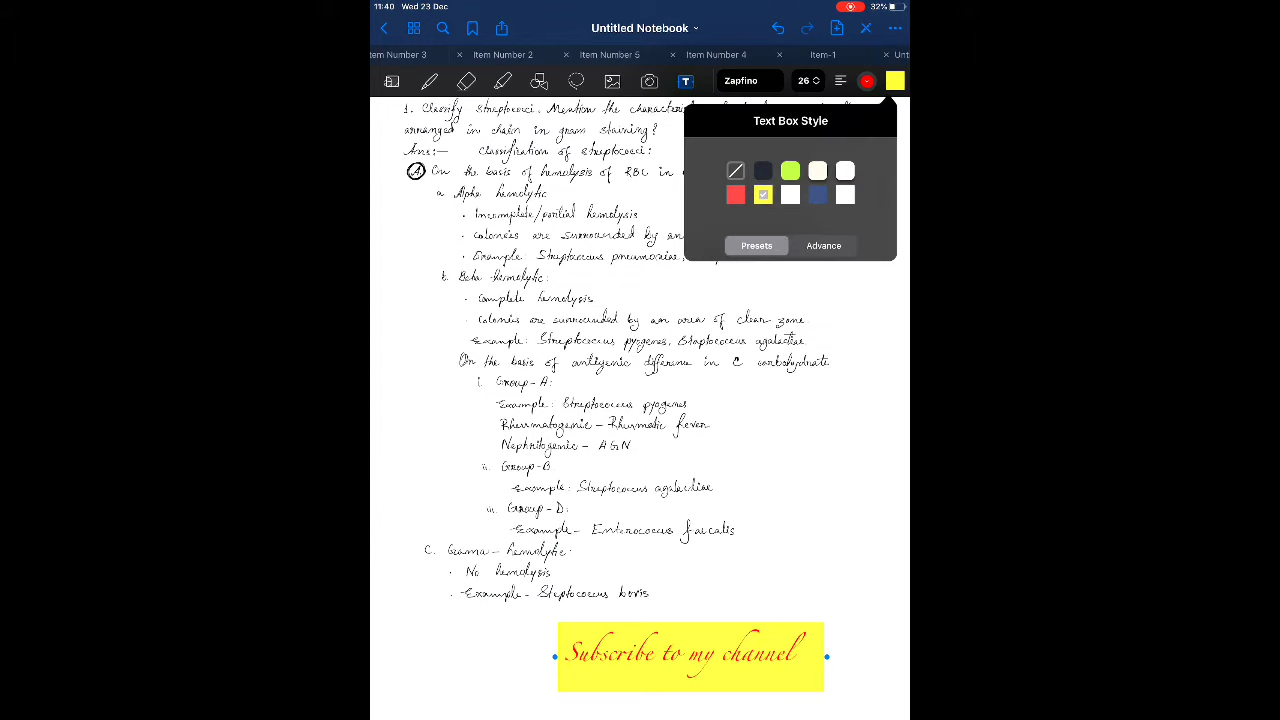 11:40 Wed 23 Dec 32%
Untitled Notebook
Item Number 3 × Item Number 2 × Item Number 5 × Item Number 4 × Item-1 × Unt
T Zapfino 26
Text Box Style
Presets Advance
1. Classify streptococci. Mention the
arranged in chain in gram staining?
Ans:— Classification of streptococci:
A On the basis of hemolysis of RBC in
a Alpha hemolytic
· Incomplete/partial hemolysis
· Colonies are surrounded by an
· Example: Streptococcus pneumoniae,
b. Beta-hemolytic:
· Complete hemolysis
· Colonies are surrounded by an area of clear zone
Example: Streptococcus pyogenes, Streptococcus agalactiae
On the basis of antigenic difference in C carbohydrate
i. Group-A:
Example: Streptococcus pyogenes
Rheumatogenic – Rheumatic fever
Nephritogenic – AGN
ii. Group-B
Example: Streptococcus agalactiae
iii. Group-D:
Example – Enterococcus faecalis
C. Gama – hemolytic
· No hemolysis
· Example – Steptococcus bovis
Subscribe to my channel